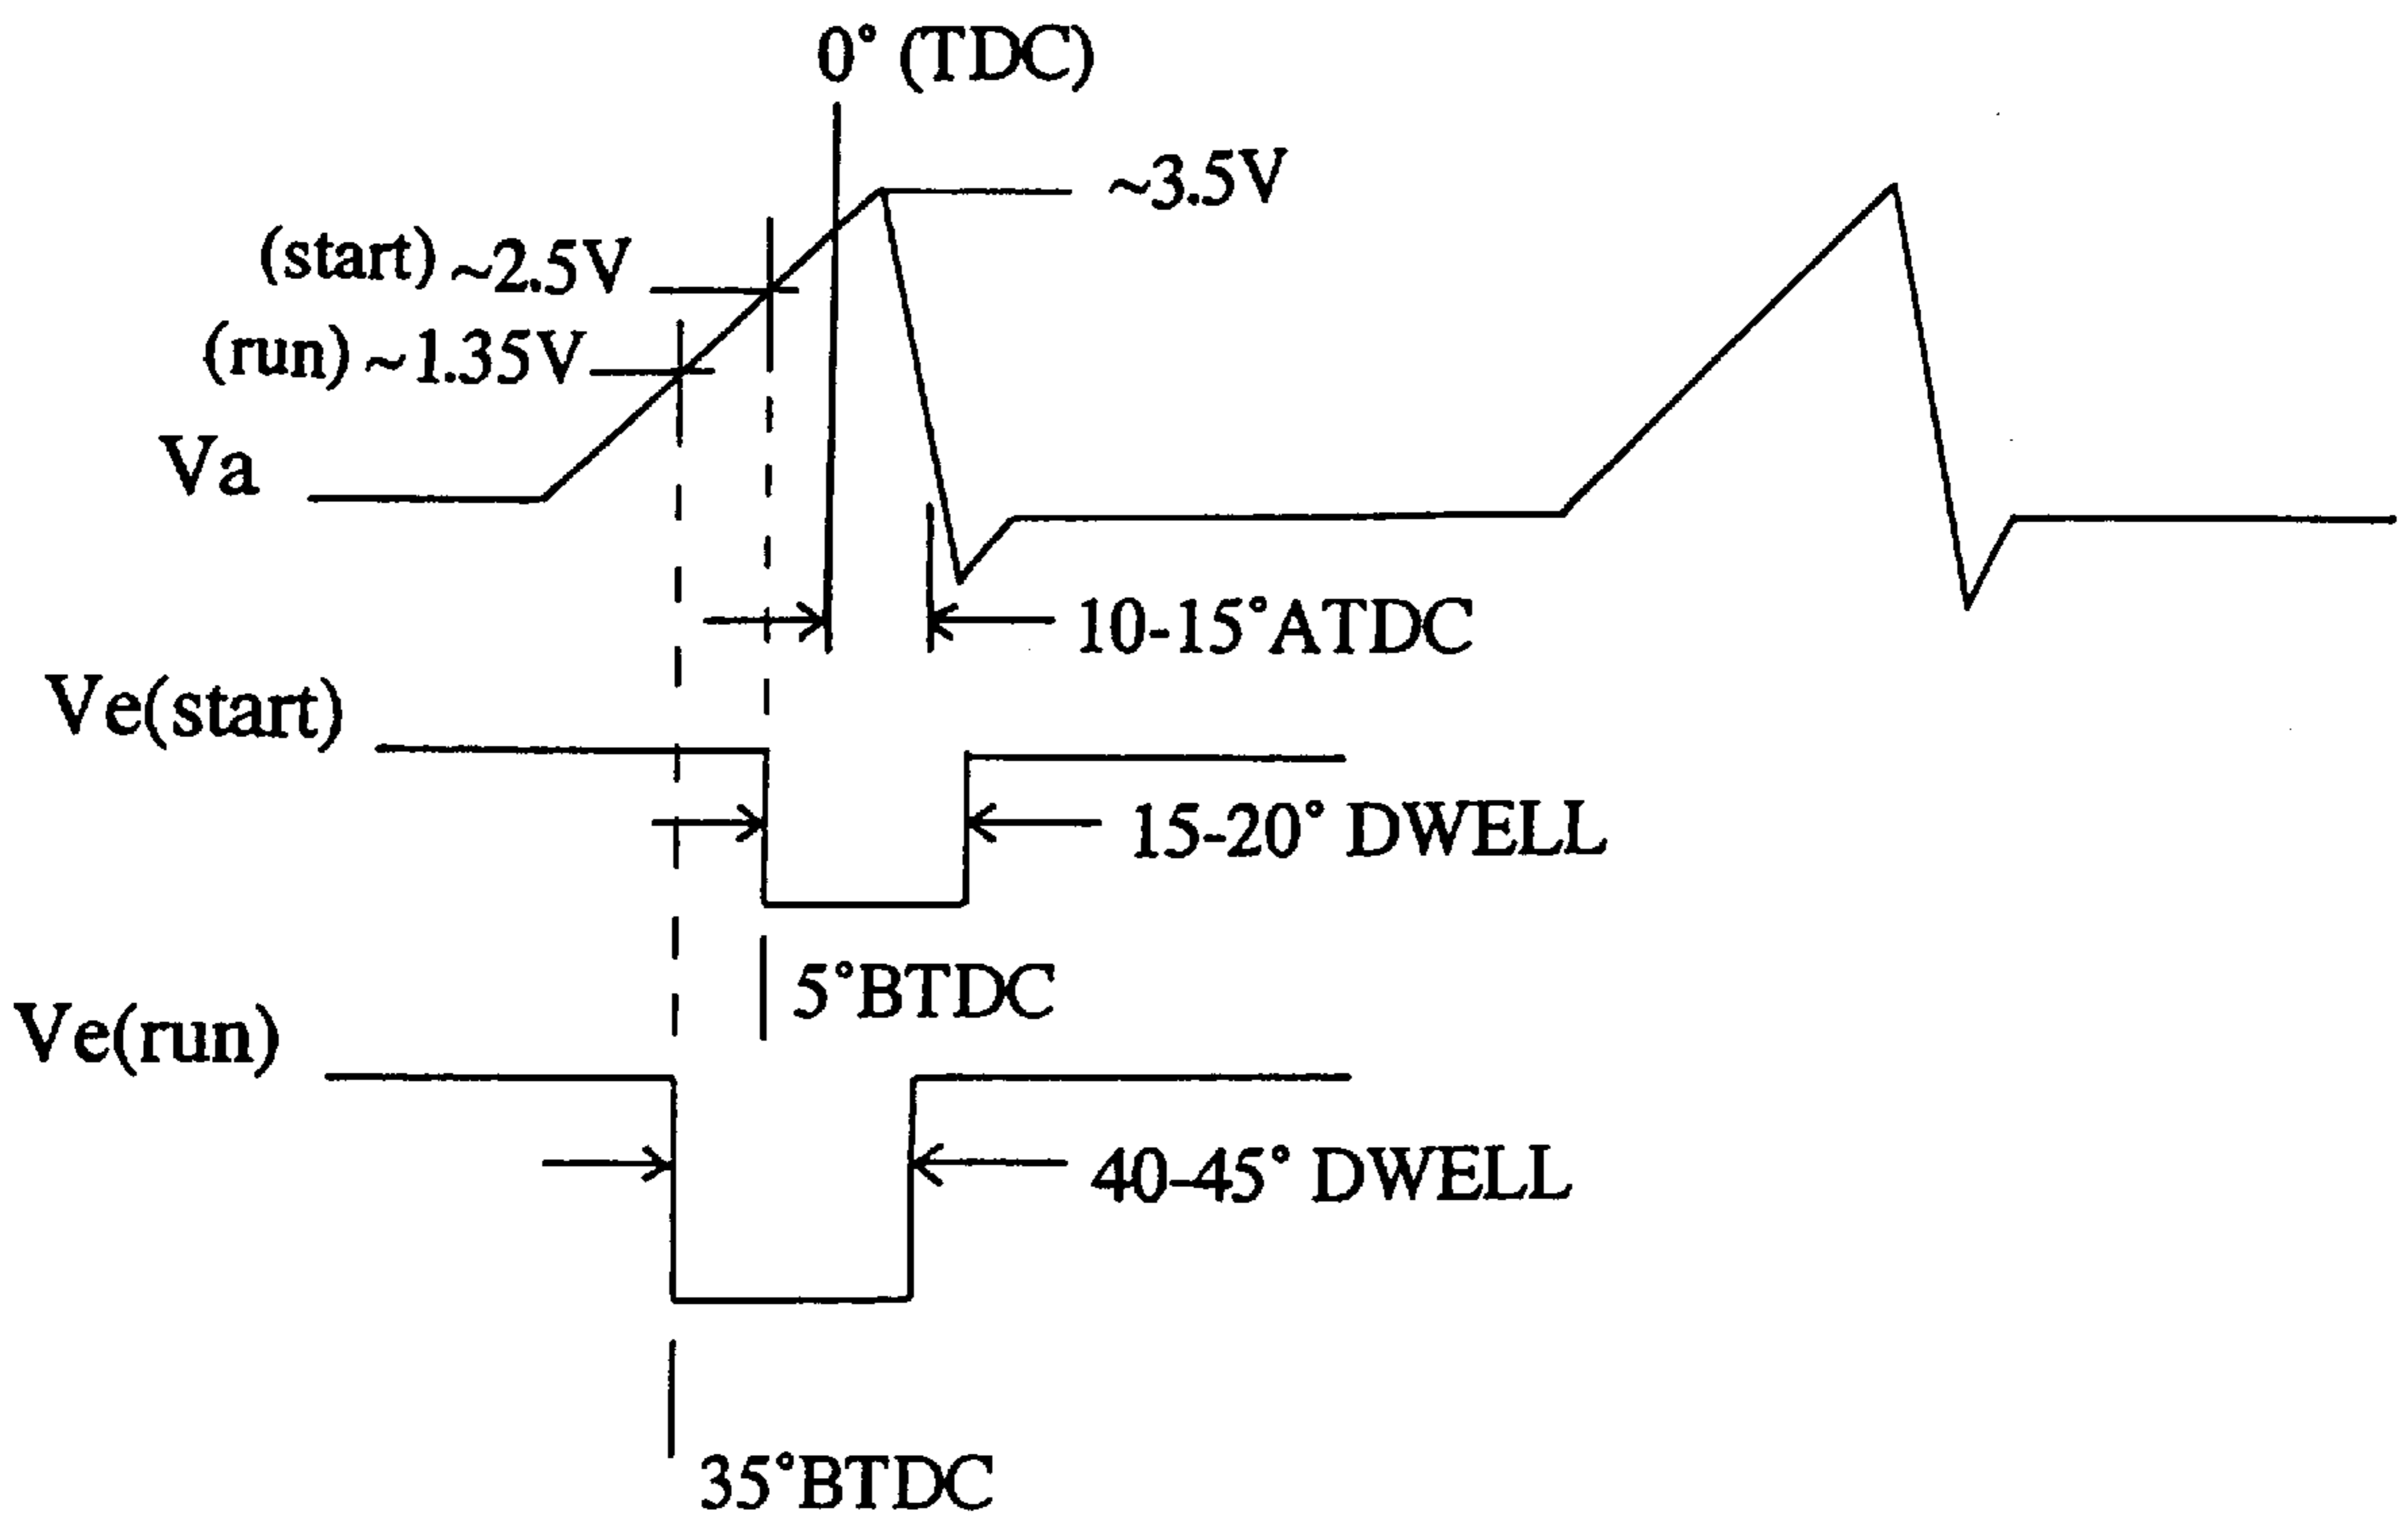 0° (TDC)
~3.5V
(start) ~2.5V
(run) ~1.35V
Va
10-15°ATDC
Ve(start)
15-20° DWELL
5°BTDC
Ve(run)
40-45° DWELL
35°BTDC